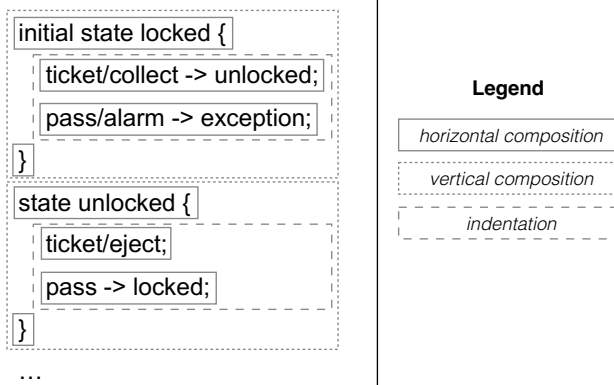 initial state locked {
ticket/collect -> unlocked;
pass/alarm -> exception;
}
state unlocked {
ticket/eject;
pass -> locked;
}
...
Legend
horizontal composition
vertical composition
indentation